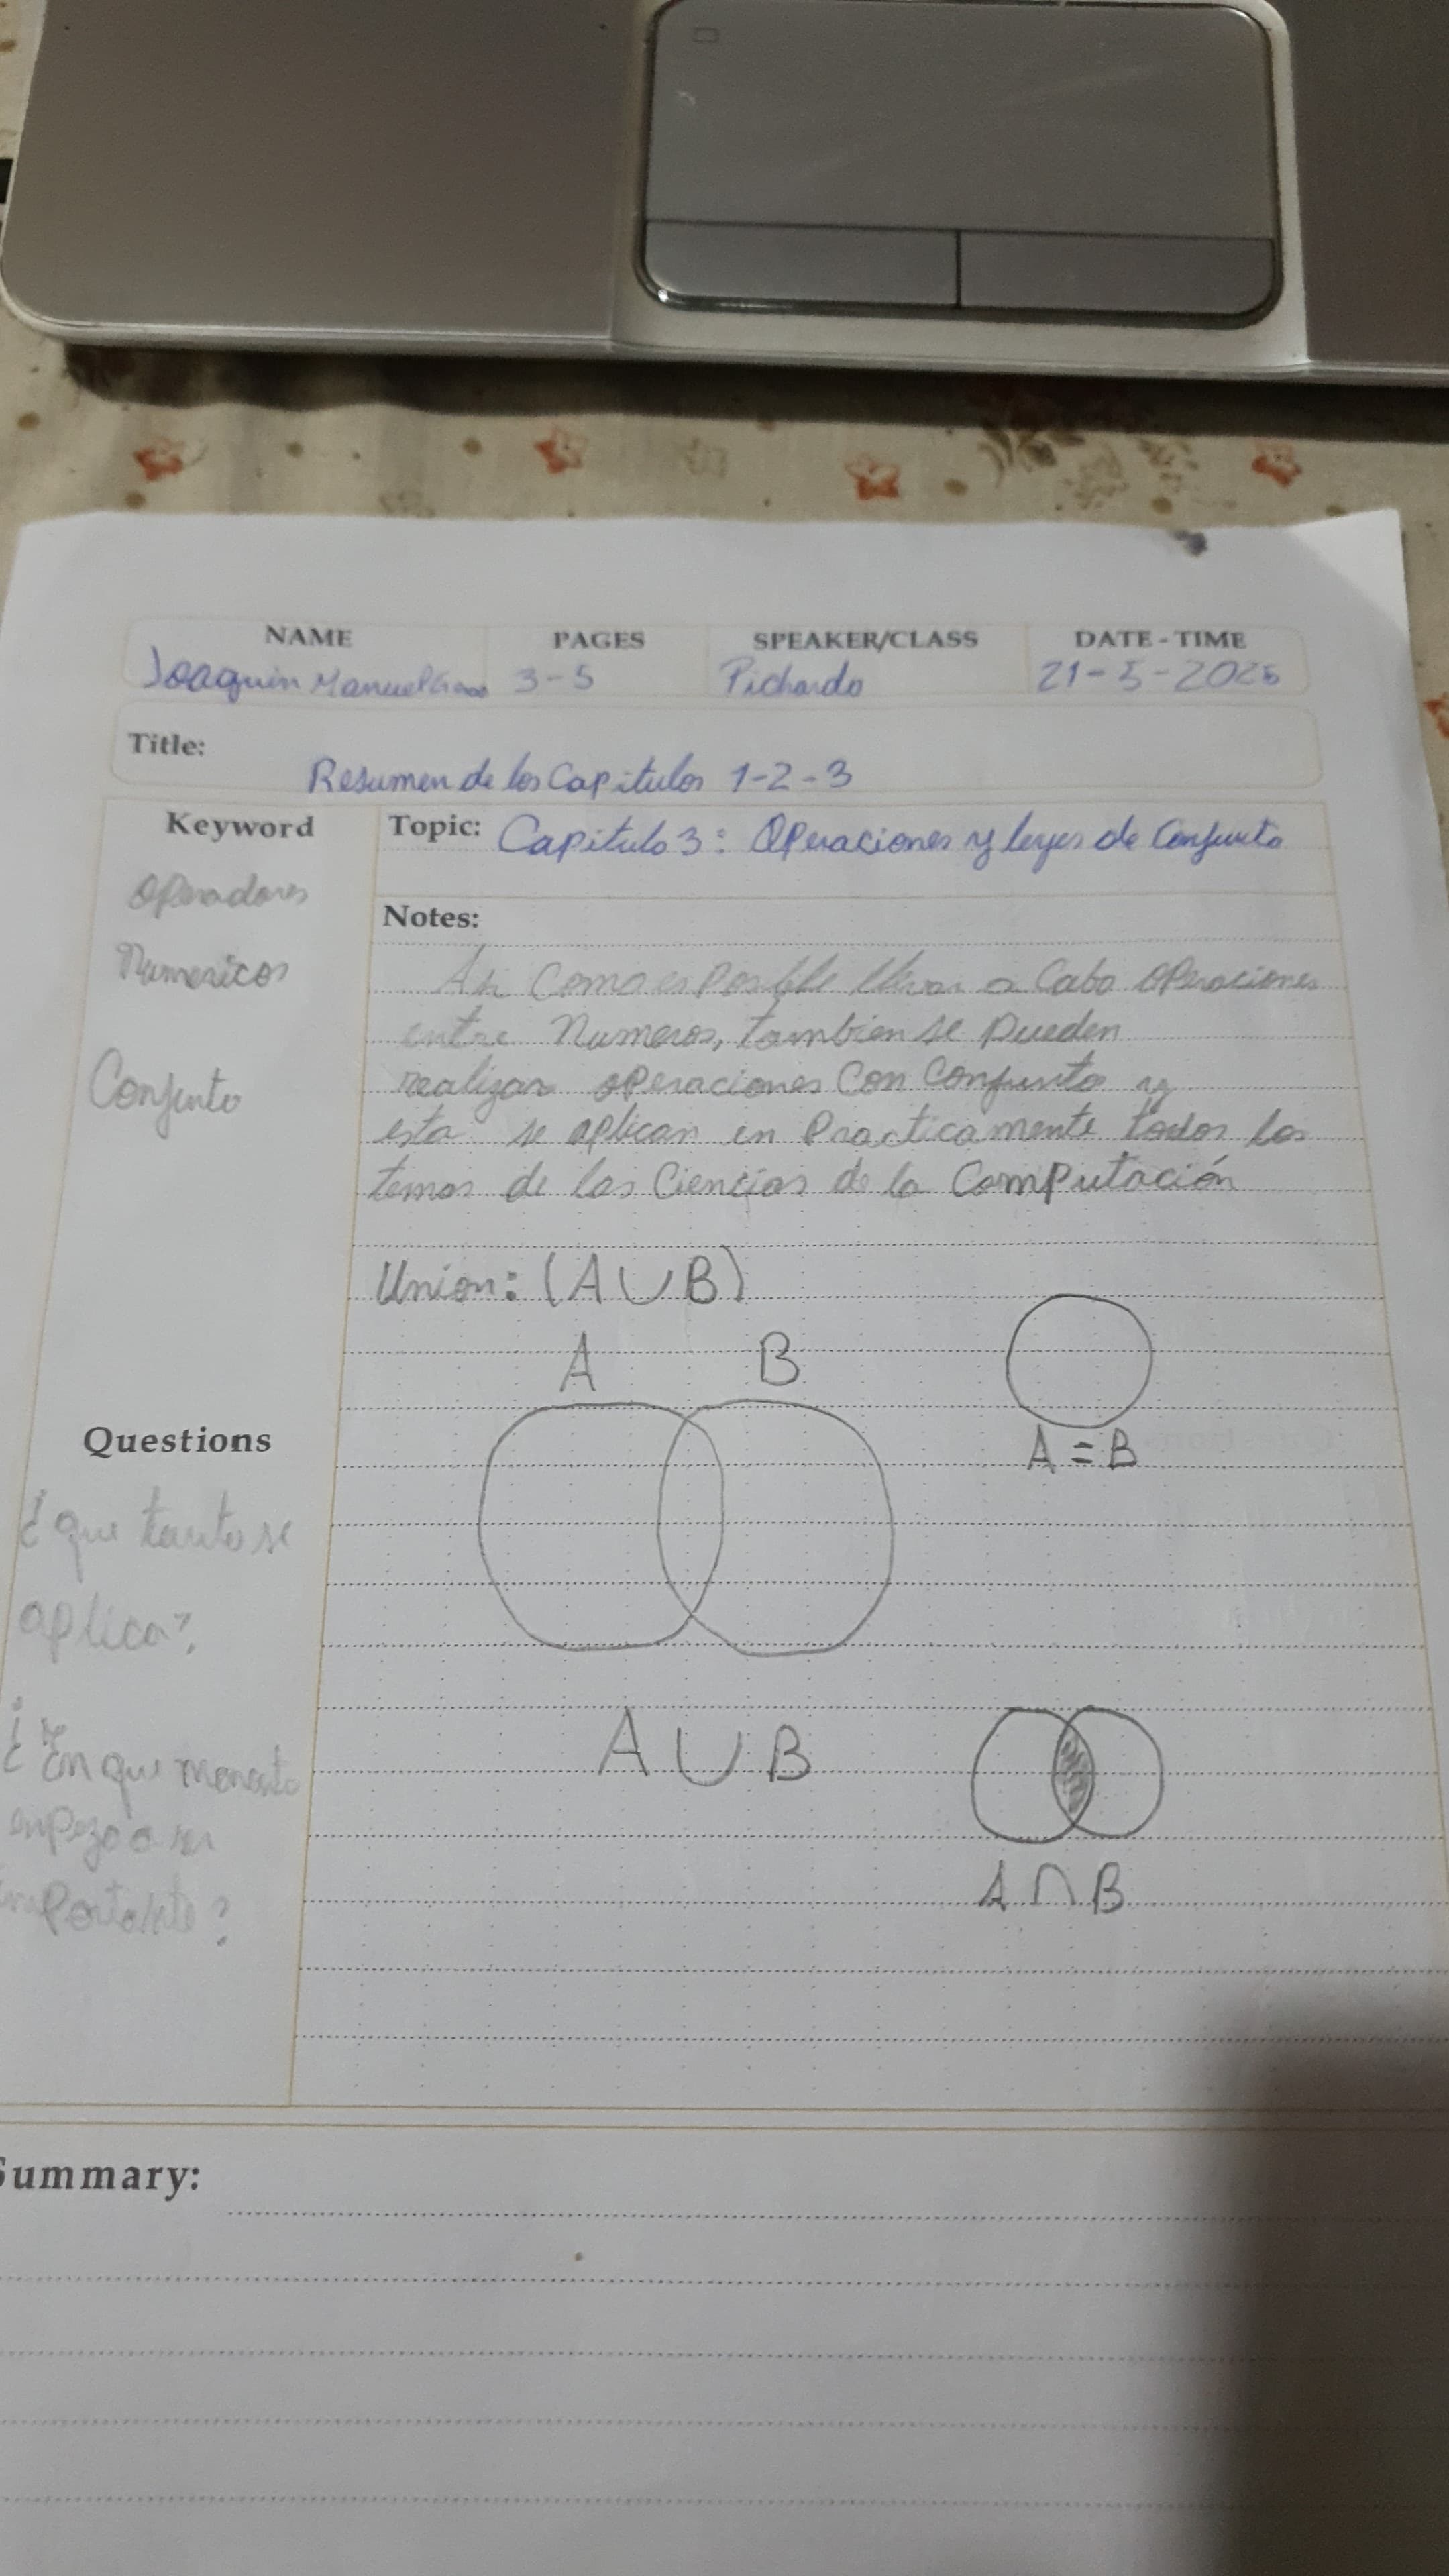 NAME PAGES SPEAKER/CLASS DATE - TIME
Joaquin Manuel 3-5 Pichardo 21-5-2025
Title:
Resumen de los Capitulos 1-2-3
Keyword
Operadores
Numericos
Conjunto
Topic: Capitulo 3: Operaciones y leyes de Conjunto
Notes:
Asi Como es Posible llevar a Cabo Operaciones
entre Numeros, tambien se Pueden
realizar operaciones Con Conjunto y
esta se aplican en Practicamente todos los
temas de las Ciencias de la Computación
Union: (A∪B)
A B
A=B
A∪B
A∩B
Questions
¿que tanto se
aplica?
¿En que momento
empezo a ser
importante?
Summary: